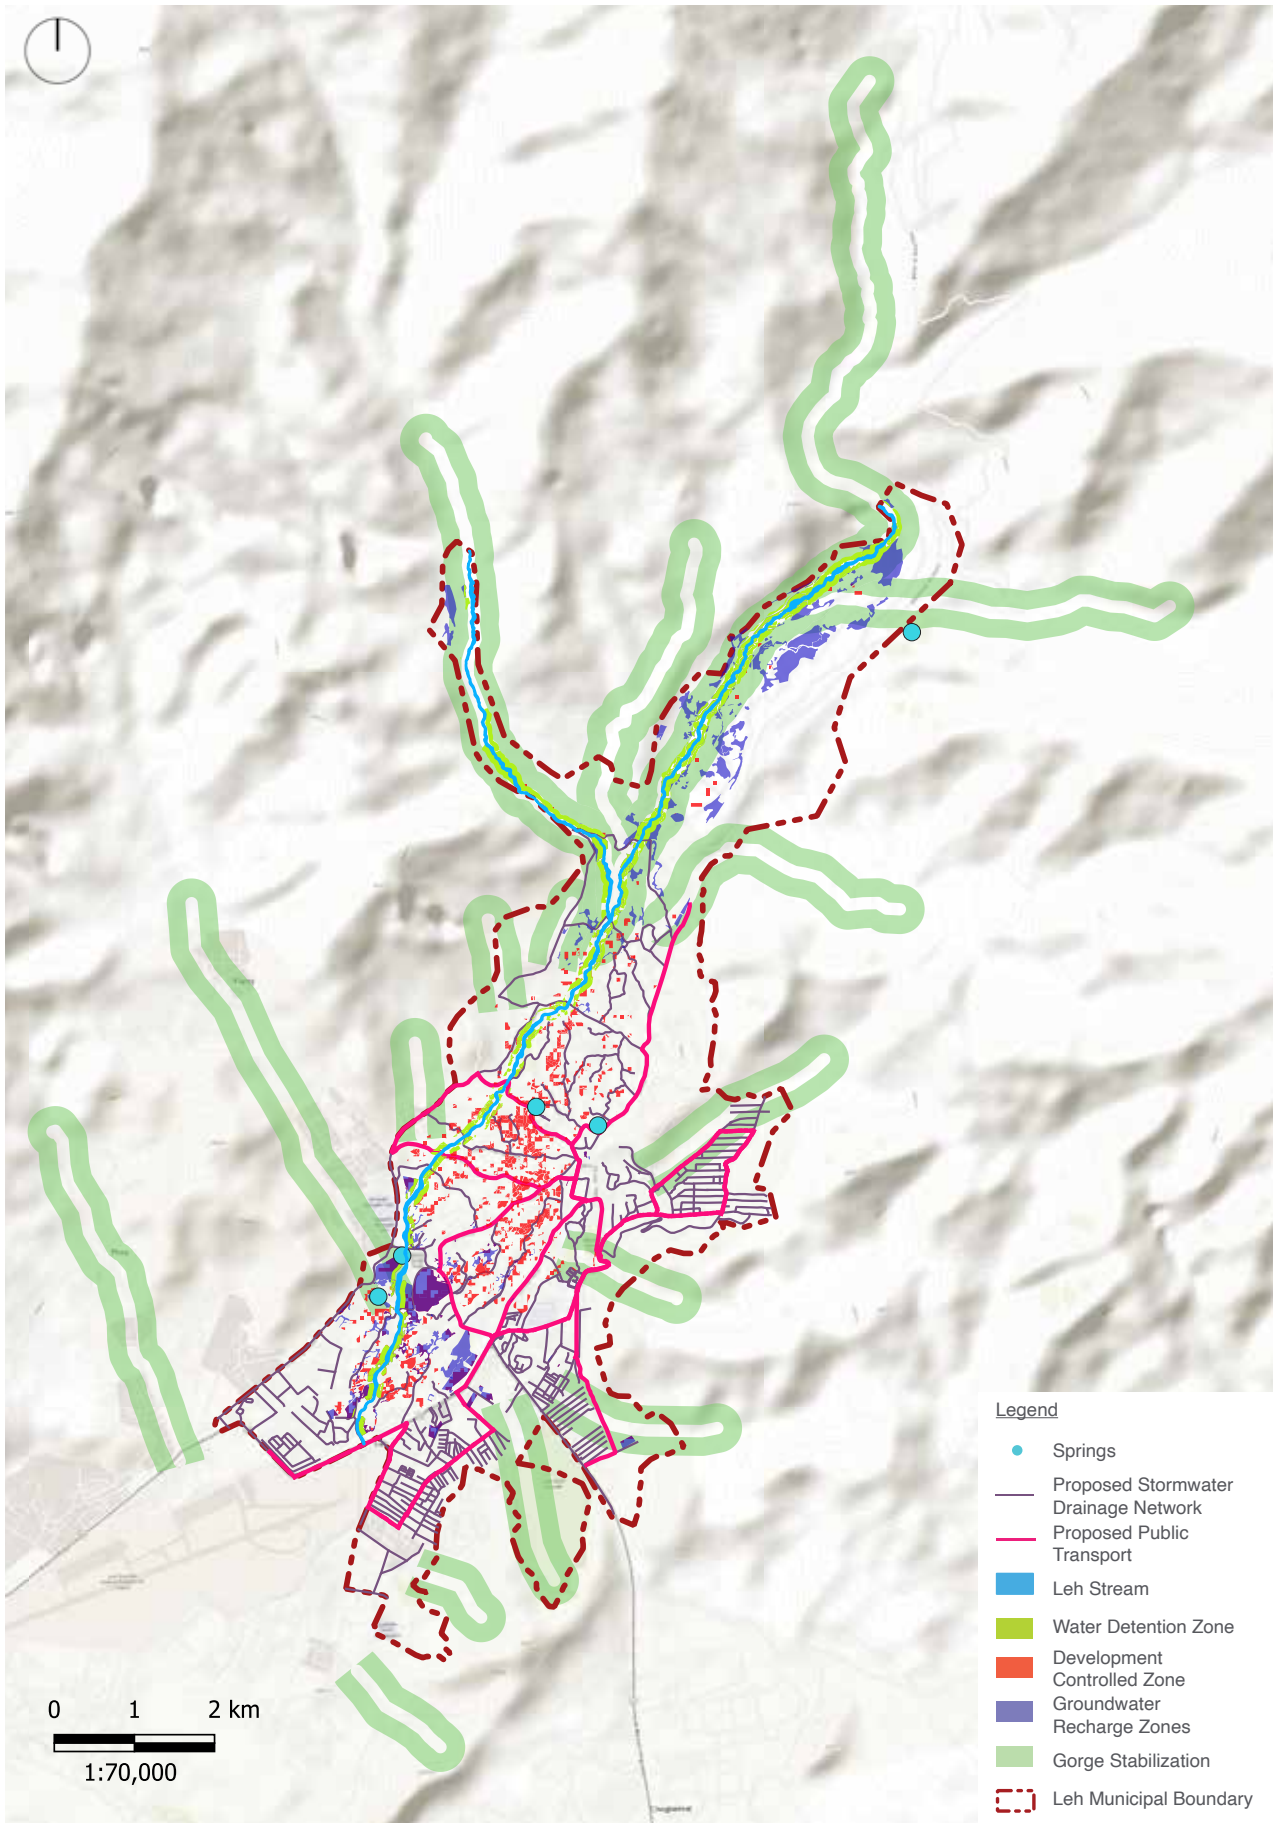 Legend
Springs
Proposed Stormwater
Drainage Network
Proposed Public
Transport
Leh Stream
Water Detention Zone
Development
Controlled Zone
Groundwater
Recharge Zones
Gorge Stabilization
Leh Municipal Boundary
0 1 2 km
1:70,000